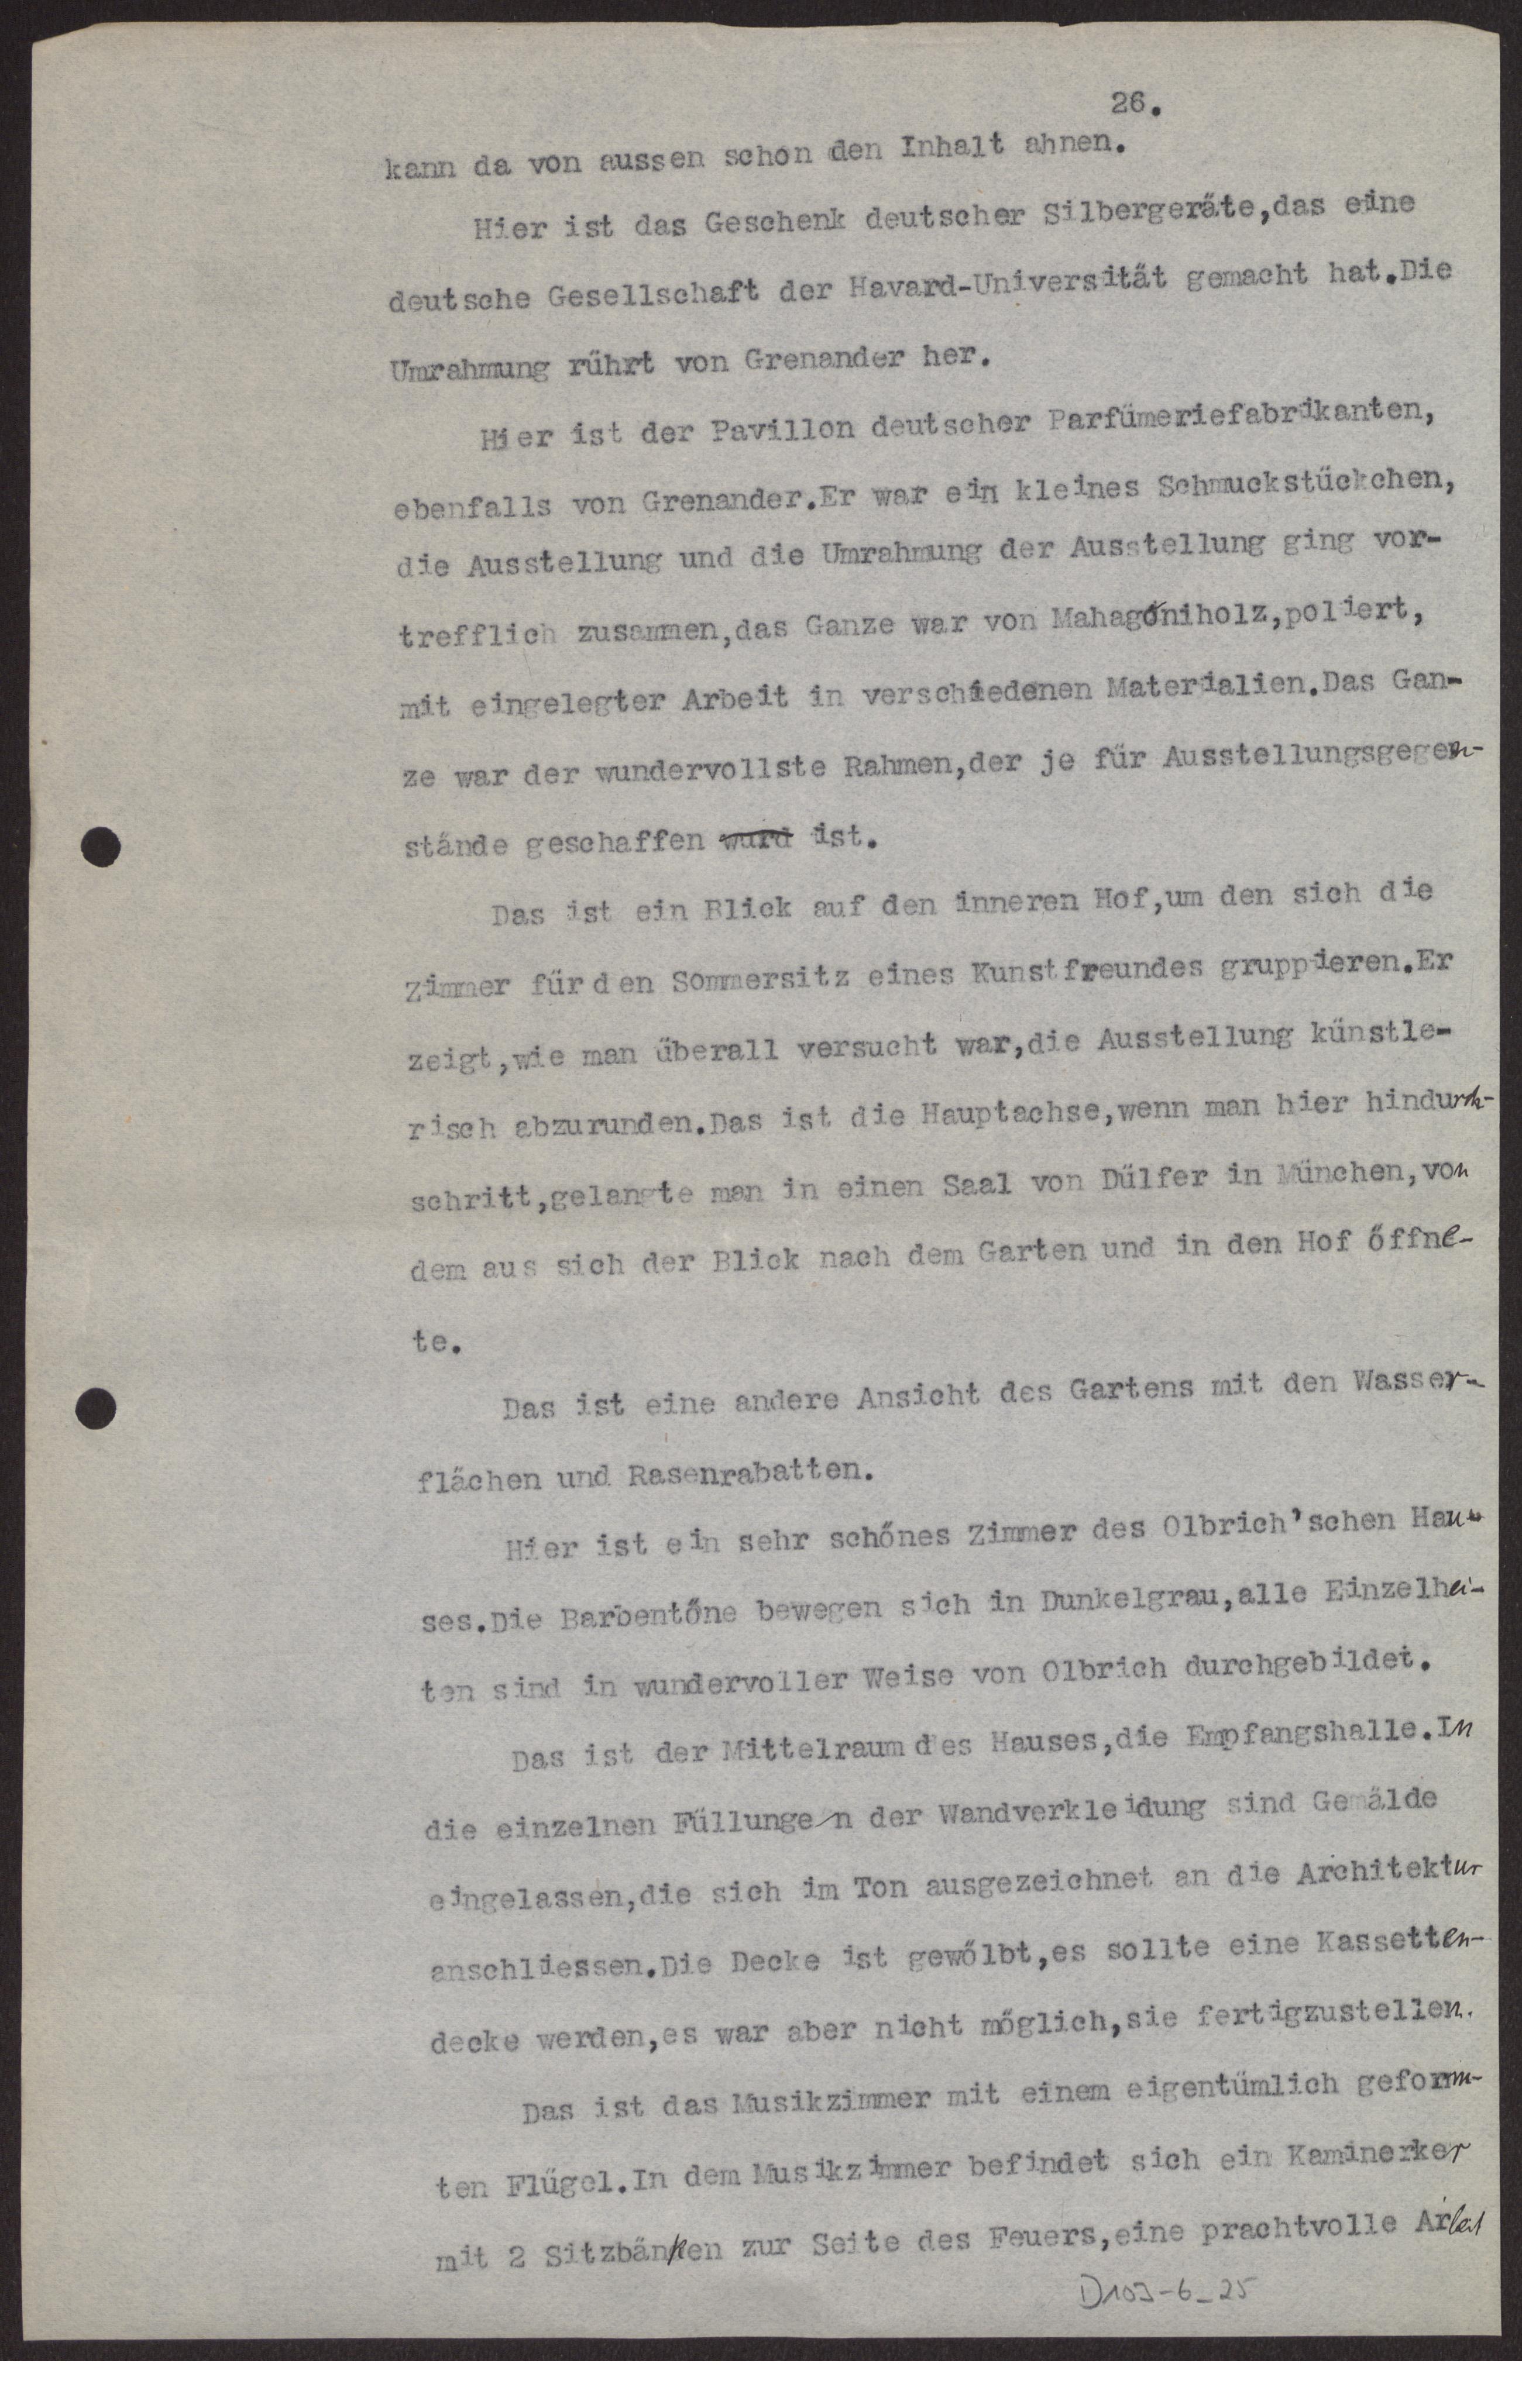 26.
kann da von aussen schon den Inhalt ahnen.
Hier ist das Geschenk deutscher Silbergeräte,das eine
deutsche Gesellschaft der Havard-Universität gemacht hat.Die
Umrahmung rührt von Grenander her.
Hier ist der Pavillon deutscher Parfümeriefabrikanten,
ebenfalls von Grenander.Er war ein kleines Schmuckstückchen,
die Ausstellung und die Umrahmung der Ausstellung ging vor-
trefflich zusammen,das Ganze war von Mahagoniholz,poliert,
mit eingelegter Arbeit in verschiedenen Materialien.Das Gan-
ze war der wundervollste Rahmen,der je für Ausstellungsgegen-
stände geschaffen wurd ist.
Das ist ein Blick auf den inneren Hof,um den sich die
Zimmer für den Sommersitz eines Kunstfreundes gruppieren.Er
zeigt,wie man überall versucht war,die Ausstellung künstle-
risch abzurunden.Das ist die Hauptachse,wenn man hier hindurch-
schritt,gelangte man in einen Saal von Dülfer in München,von
dem aus sich der Blick nach dem Garten und in den Hof öffne-
te.
Das ist eine andere Ansicht des Gartens mit den Wasser-
flächen und Rasenrabatten.
Hier ist ein sehr schönes Zimmer des Olbrich'schen Hau-
ses.Die Barbentöne bewegen sich in Dunkelgrau,alle Einzelhei-
ten sind in wundervoller Weise von Olbrich durchgebildet.
Das ist der Mittelraum des Hauses,die Empfangshalle.In
die einzelnen Füllungen der Wandverkleidung sind Gemälde
eingelassen,die sich im Ton ausgezeichnet an die Architektur
anschliessen.Die Decke ist gewölbt,es sollte eine Kassetten-
decke werden,es war aber nicht möglich,sie fertigzustellen.
Das ist das Musikzimmer mit einem eigentümlich geform-
ten Flügel.In dem Musikzimmer befindet sich ein Kaminerker
mit 2 Sitzbänken zur Seite des Feuers,eine prachtvolle Arbeit
D103-6_25